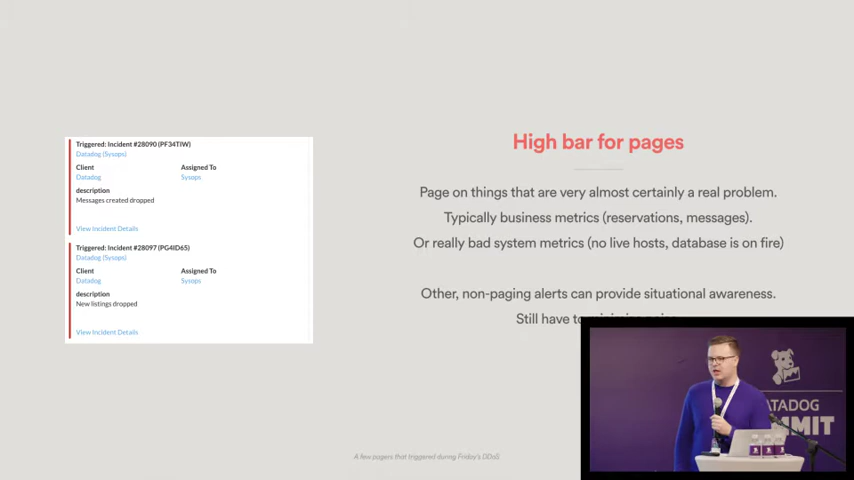 Triggered: Incident #28090 (PF34TIW)
Datadog (Sysops)
Client Assigned To
Datadog Sysops
description
Messages created dropped
View Incident Details
Triggered: Incident #28097 (PG4ID65)
Datadog (Sysops)
Client Assigned To
Datadog Sysops
description
New listings dropped
View Incident Details
High bar for pages
Page on things that are very almost certainly a real problem.
Typically business metrics (reservations, messages).
Or really bad system metrics (no live hosts, database is on fire)
Other, non-paging alerts can provide situational awareness.
Still have to
A few pagers that triggered during Friday's DDoS
ATADOG
MMIT